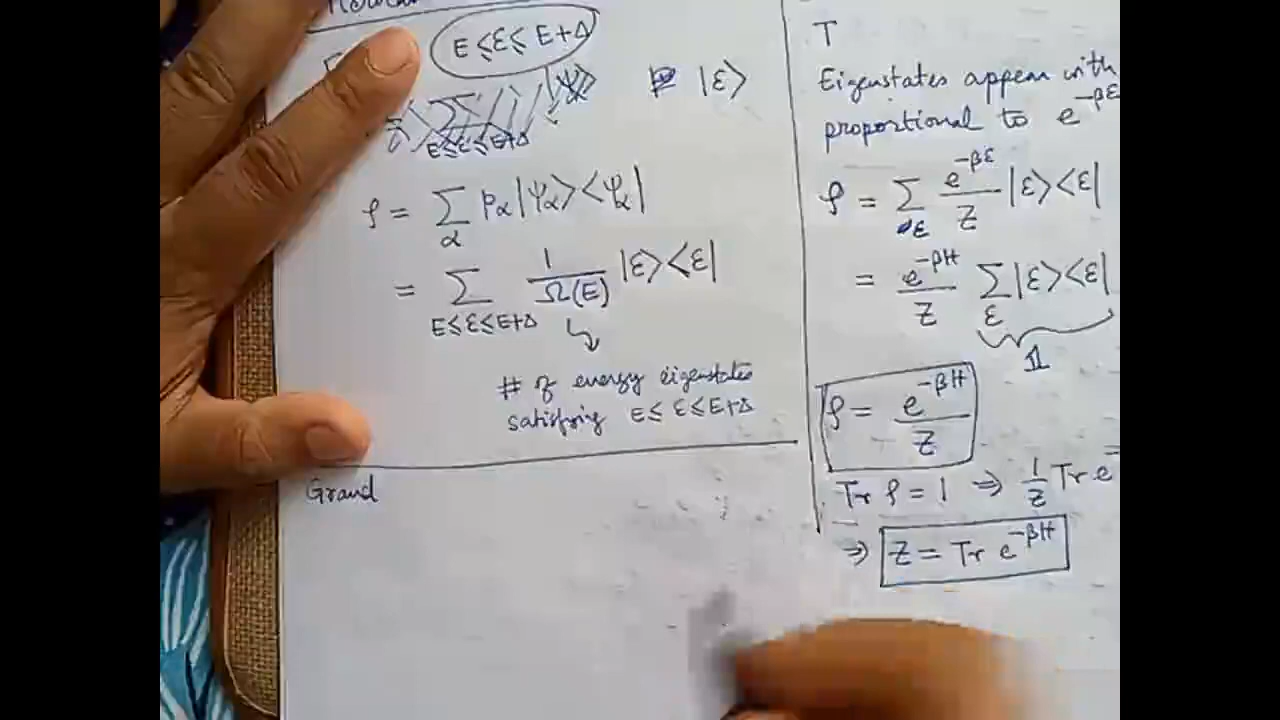 E ≤ ε ≤ E+Δ
|ε>
E ≤ ε ≤ E+Δ
ρ = Σ_α p_α |ψ_α> <ψ_α|
= Σ_{E ≤ ε ≤ E+Δ} 1/Ω(E) |ε> <ε|
# of energy eigenstates
satisfying E ≤ ε ≤ E+Δ
Grand
T
Eigenstates appear with
proportional to e^{-βε}
ρ = Σ_ε e^{-βε}/Z |ε> <ε|
= e^{-βH}/Z Σ_ε |ε> <ε|
𝟙
ρ = e^{-βH}/Z
Tr ρ = 1 ⇒ 1/Z Tr e^-
⇒ Z = Tr e^{-βH}